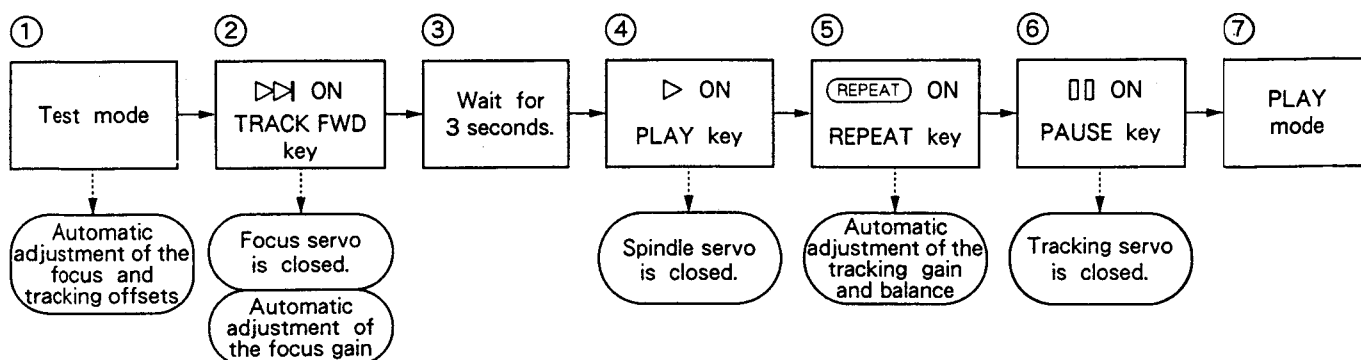 ①
②
③
④
⑤
⑥
⑦
Test mode
▷▷| ON
TRACK FWD
key
Wait for
3 seconds.
▷ ON
PLAY key
REPEAT ON
REPEAT key
▯▯ ON
PAUSE key
PLAY
mode
Automatic
adjustment of the
focus and
tracking offsets
Focus servo
is closed.
Automatic
adjustment of
the focus gain
Spindle servo
is closed.
Automatic
adjustment of the
tracking gain
and balance
Tracking servo
is closed.